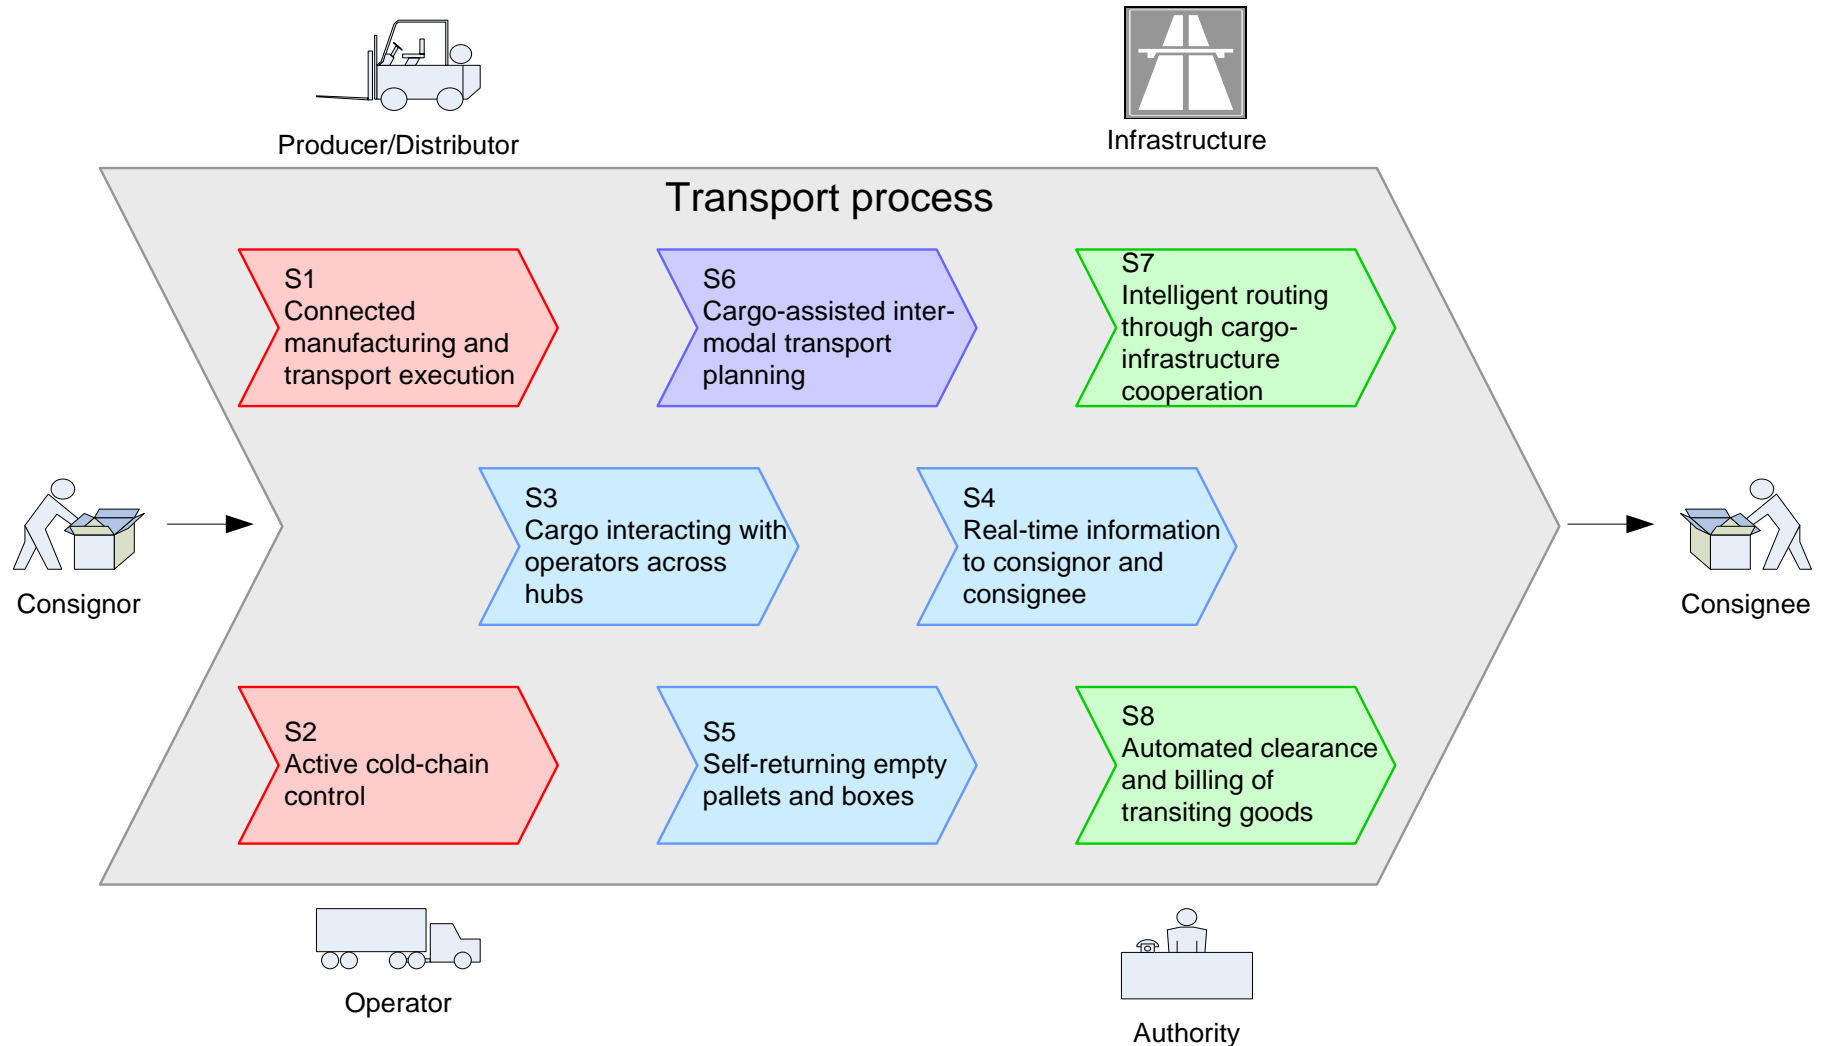 Producer/Distributor
Infrastructure
Transport process
S1
Connected
manufacturing and
transport execution
S6
Cargo-assisted inter-
modal transport
planning
S7
Intelligent routing
through cargo-
infrastructure
cooperation
S3
Cargo interacting with
operators across
hubs
S4
Real-time information
to consignor and
consignee
Consignor
Consignee
S2
Active cold-chain
control
S5
Self-returning empty
pallets and boxes
S8
Automated clearance
and billing of
transiting goods
Operator
Authority